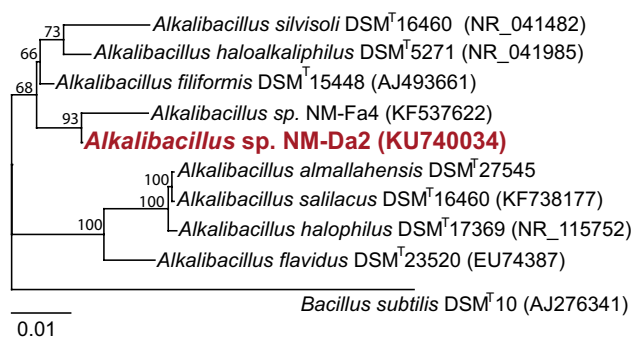 Alkalibacillus silvisoli DSMᵀ16460 (NR_041482)
73
Alkalibacillus haloalkaliphilus DSMᵀ5271 (NR_041985)
66
Alkalibacillus filiformis DSMᵀ15448 (AJ493661)
68
Alkalibacillus sp. NM-Fa4 (KF537622)
93
Alkalibacillus sp. NM-Da2 (KU740034)
Alkalibacillus almallahensis DSMᵀ27545
100
Alkalibacillus salilacus DSMᵀ16460 (KF738177)
100
Alkalibacillus halophilus DSMᵀ17369 (NR_115752)
100
Alkalibacillus flavidus DSMᵀ23520 (EU74387)
Bacillus subtilis DSMᵀ10 (AJ276341)
0.01